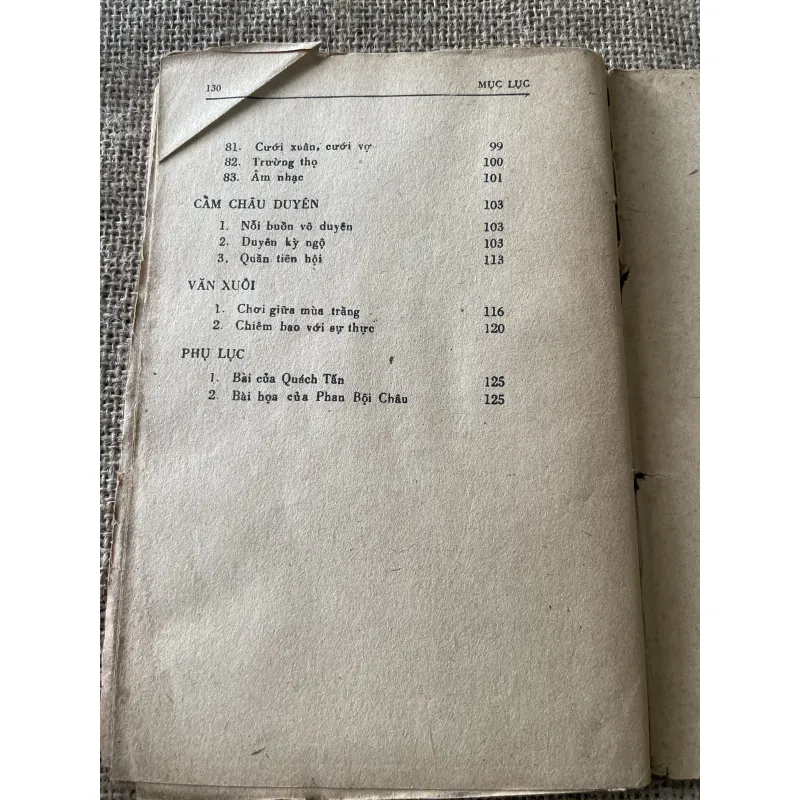 130 MỤC LỤC
81. Cưới xuân, cưới vợ 99
82. Trường thọ 100
83. Âm nhạc 101
CẨM CHÂU DUYÊN 103
1. Nỗi buồn vô duyên 103
2. Duyên kỳ ngộ 103
3. Quần tiên hội 113
VĂN XUÔI
1. Chơi giữa mùa trăng 116
2. Chiêm bao với sự thực 120
PHỤ LỤC
1. Bài của Quách Tấn 125
2 Bài họa của Phan Bội Châu 125